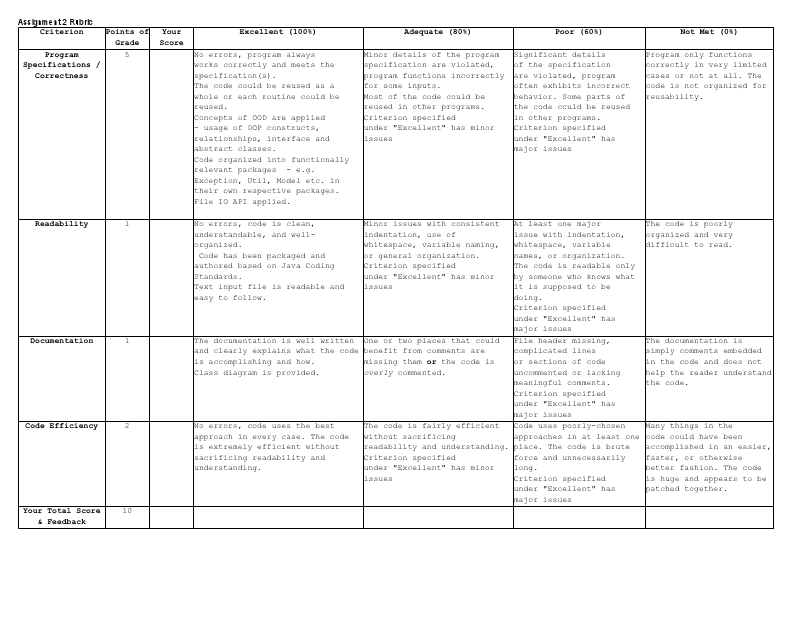 Assignment 2 Rubric
Criterion
Points of
Grade
Your
Score
Excellent (100%)
Adequate (80%)
Poor (60%)
Not Met (0%)
Program
Specifications /
Correctness
5
No errors, program always
works correctly and meets the
specification(s).
The code could be reused as a
whole or each routine could be
reused.
Concepts of OOD are applied
- usage of OOP constructs,
relationships, interface and
abstract classes.
Code organized into functionally
relevant packages - e.g.
Exception, Util, Model etc. in
their own respective packages.
File IO API applied.
Minor details of the program
specification are violated,
program functions incorrectly
for some inputs.
Most of the code could be
reused in other programs.
Criterion specified
under "Excellent" has minor
issues
Significant details
of the specification
are violated, program
often exhibits incorrect
behavior. Some parts of
the code could be reused
in other programs.
Criterion specified
under "Excellent" has
major issues
Program only functions
correctly in very limited
cases or not at all. The
code is not organized for
reusability.
Readability
1
No errors, code is clean,
understandable, and well-
organized.
Code has been packaged and
authored based on Java Coding
Standards.
Text input file is readable and
easy to follow.
Minor issues with consistent
indentation, use of
whitespace, variable naming,
or general organization.
Criterion specified
under "Excellent" has minor
issues
At least one major
issue with indentation,
whitespace, variable
names, or organization.
The code is readable only
by someone who knows what
it is supposed to be
doing.
Criterion specified
under "Excellent" has
major issues
The code is poorly
organized and very
difficult to read.
Documentation
1
The documentation is well written
and clearly explains what the code
is accomplishing and how.
Class diagram is provided.
One or two places that could
benefit from comments are
missing them or the code is
overly commented.
File header missing,
complicated lines
or sections of code
uncommented or lacking
meaningful comments.
Criterion specified
under "Excellent" has
major issues
The documentation is
simply comments embedded
in the code and does not
help the reader understand
the code.
Code Efficiency
2
No errors, code uses the best
approach in every case. The code
is extremely efficient without
sacrificing readability and
understanding.
The code is fairly efficient
without sacrificing
readability and understanding.
Criterion specified
under "Excellent" has minor
issues
Code uses poorly-chosen
approaches in at least one
place. The code is brute
force and unnecessarily
long.
Criterion specified
under "Excellent" has
major issues
Many things in the
code could have been
accomplished in an easier,
faster, or otherwise
better fashion. The code
is huge and appears to be
patched together.
Your Total Score
& Feedback
10